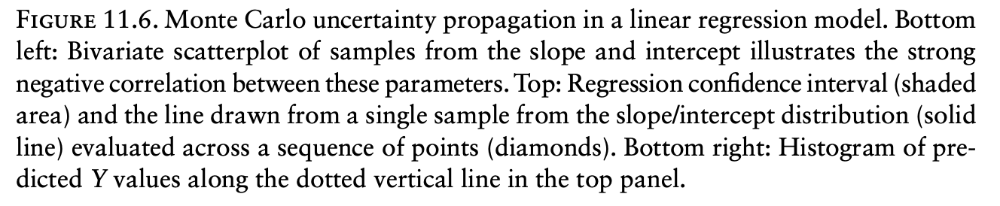 FIGURE 11.6. Monte Carlo uncertainty propagation in a linear regression model. Bottom
left: Bivariate scatterplot of samples from the slope and intercept illustrates the strong
negative correlation between these parameters. Top: Regression confidence interval (shaded
area) and the line drawn from a single sample from the slope/intercept distribution (solid
line) evaluated across a sequence of points (diamonds). Bottom right: Histogram of pre-
dicted Y values along the dotted vertical line in the top panel.